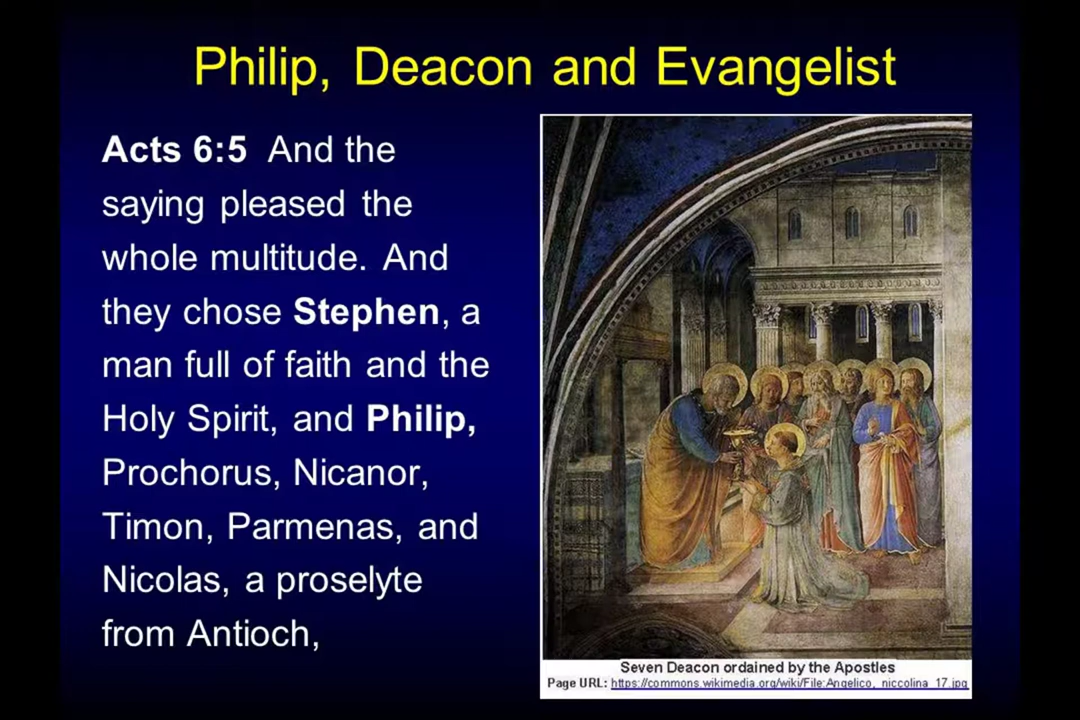 Philip, Deacon and Evangelist
Acts 6:5 And the
saying pleased the
whole multitude. And
they chose Stephen, a
man full of faith and the
Holy Spirit, and Philip,
Prochorus, Nicanor,
Timon, Parmenas, and
Nicolas, a proselyte
from Antioch,
Seven Deacon ordained by the Apostles
Page URL: https://commons.wikimedia.org/wiki/File:Angelico,_niccolina_17.jpg